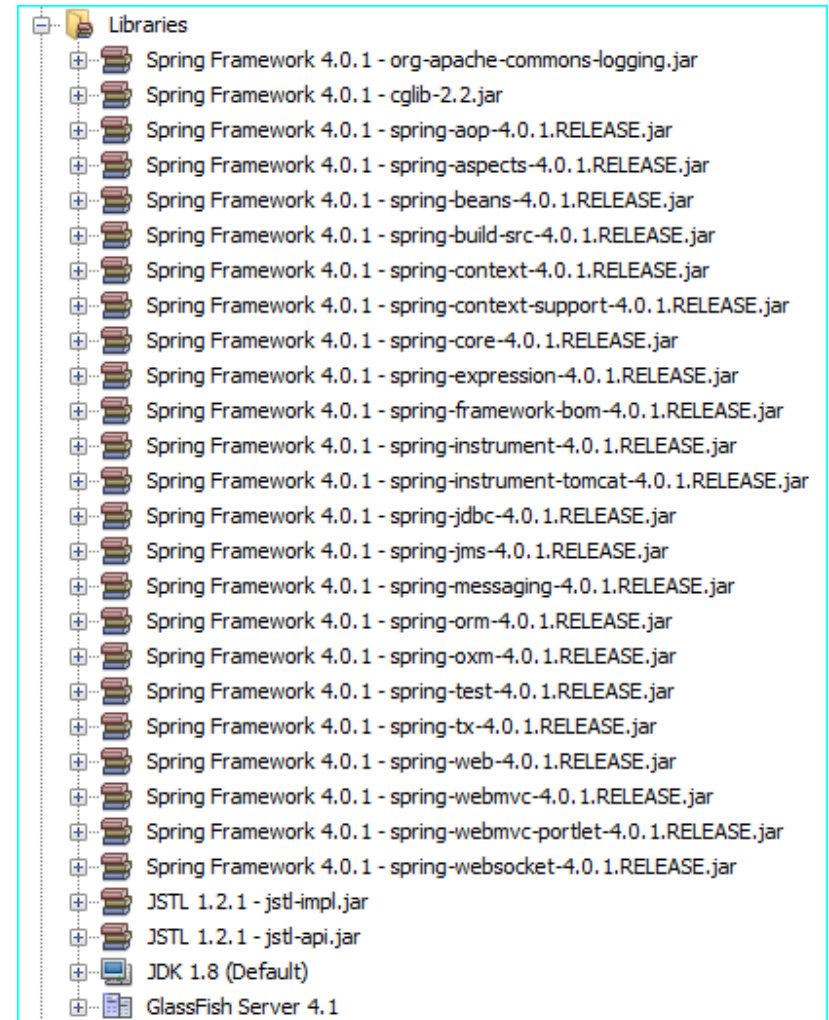 Libraries
Spring Framework 4.0.1 - org-apache-commons-logging.jar
Spring Framework 4.0.1 - cglib-2.2.jar
Spring Framework 4.0.1 - spring-aop-4.0.1.RELEASE.jar
Spring Framework 4.0.1 - spring-aspects-4.0.1.RELEASE.jar
Spring Framework 4.0.1 - spring-beans-4.0.1.RELEASE.jar
Spring Framework 4.0.1 - spring-build-src-4.0.1.RELEASE.jar
Spring Framework 4.0.1 - spring-context-4.0.1.RELEASE.jar
Spring Framework 4.0.1 - spring-context-support-4.0.1.RELEASE.jar
Spring Framework 4.0.1 - spring-core-4.0.1.RELEASE.jar
Spring Framework 4.0.1 - spring-expression-4.0.1.RELEASE.jar
Spring Framework 4.0.1 - spring-framework-bom-4.0.1.RELEASE.jar
Spring Framework 4.0.1 - spring-instrument-4.0.1.RELEASE.jar
Spring Framework 4.0.1 - spring-instrument-tomcat-4.0.1.RELEASE.jar
Spring Framework 4.0.1 - spring-jdbc-4.0.1.RELEASE.jar
Spring Framework 4.0.1 - spring-jms-4.0.1.RELEASE.jar
Spring Framework 4.0.1 - spring-messaging-4.0.1.RELEASE.jar
Spring Framework 4.0.1 - spring-orm-4.0.1.RELEASE.jar
Spring Framework 4.0.1 - spring-oxm-4.0.1.RELEASE.jar
Spring Framework 4.0.1 - spring-test-4.0.1.RELEASE.jar
Spring Framework 4.0.1 - spring-tx-4.0.1.RELEASE.jar
Spring Framework 4.0.1 - spring-web-4.0.1.RELEASE.jar
Spring Framework 4.0.1 - spring-webmvc-4.0.1.RELEASE.jar
Spring Framework 4.0.1 - spring-webmvc-portlet-4.0.1.RELEASE.jar
Spring Framework 4.0.1 - spring-websocket-4.0.1.RELEASE.jar
JSTL 1.2.1 - jstl-impl.jar
JSTL 1.2.1 - jstl-api.jar
JDK 1.8 (Default)
GlassFish Server 4.1